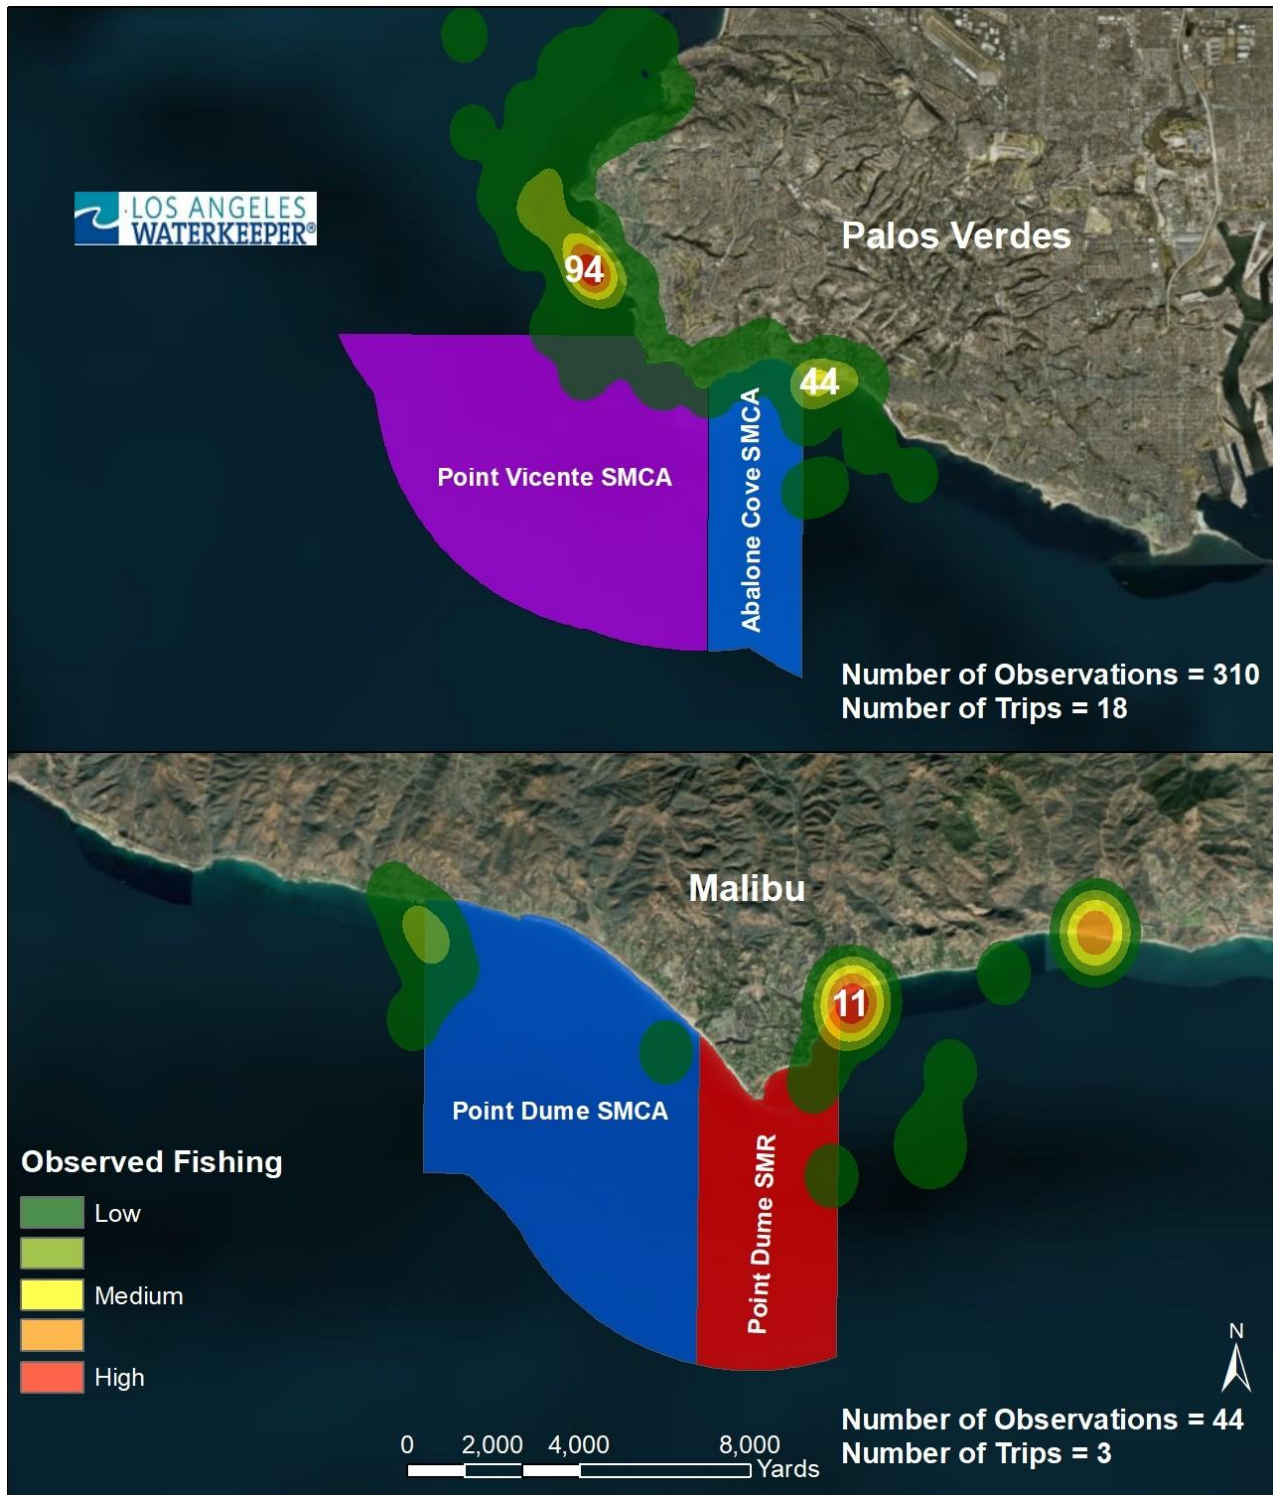 LOS ANGELES
WATERKEEPER®
Palos Verdes
94
44
Point Vicente SMCA
Abalone Cove SMCA
Number of Observations = 310
Number of Trips = 18
Malibu
11
Point Dume SMCA
Point Dume SMR
Observed Fishing
Low
Medium
High
N
0 2,000 4,000 8,000
Yards
Number of Observations = 44
Number of Trips = 3